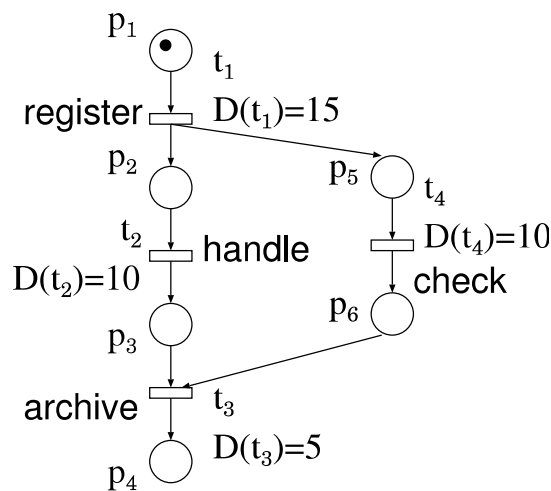 p₁
t₁
register D(t₁)=15
p₂
p₅
t₄
t₂
handle
D(t₄)=10
D(t₂)=10
check
p₃
p₆
archive
t₃
D(t₃)=5
p₄